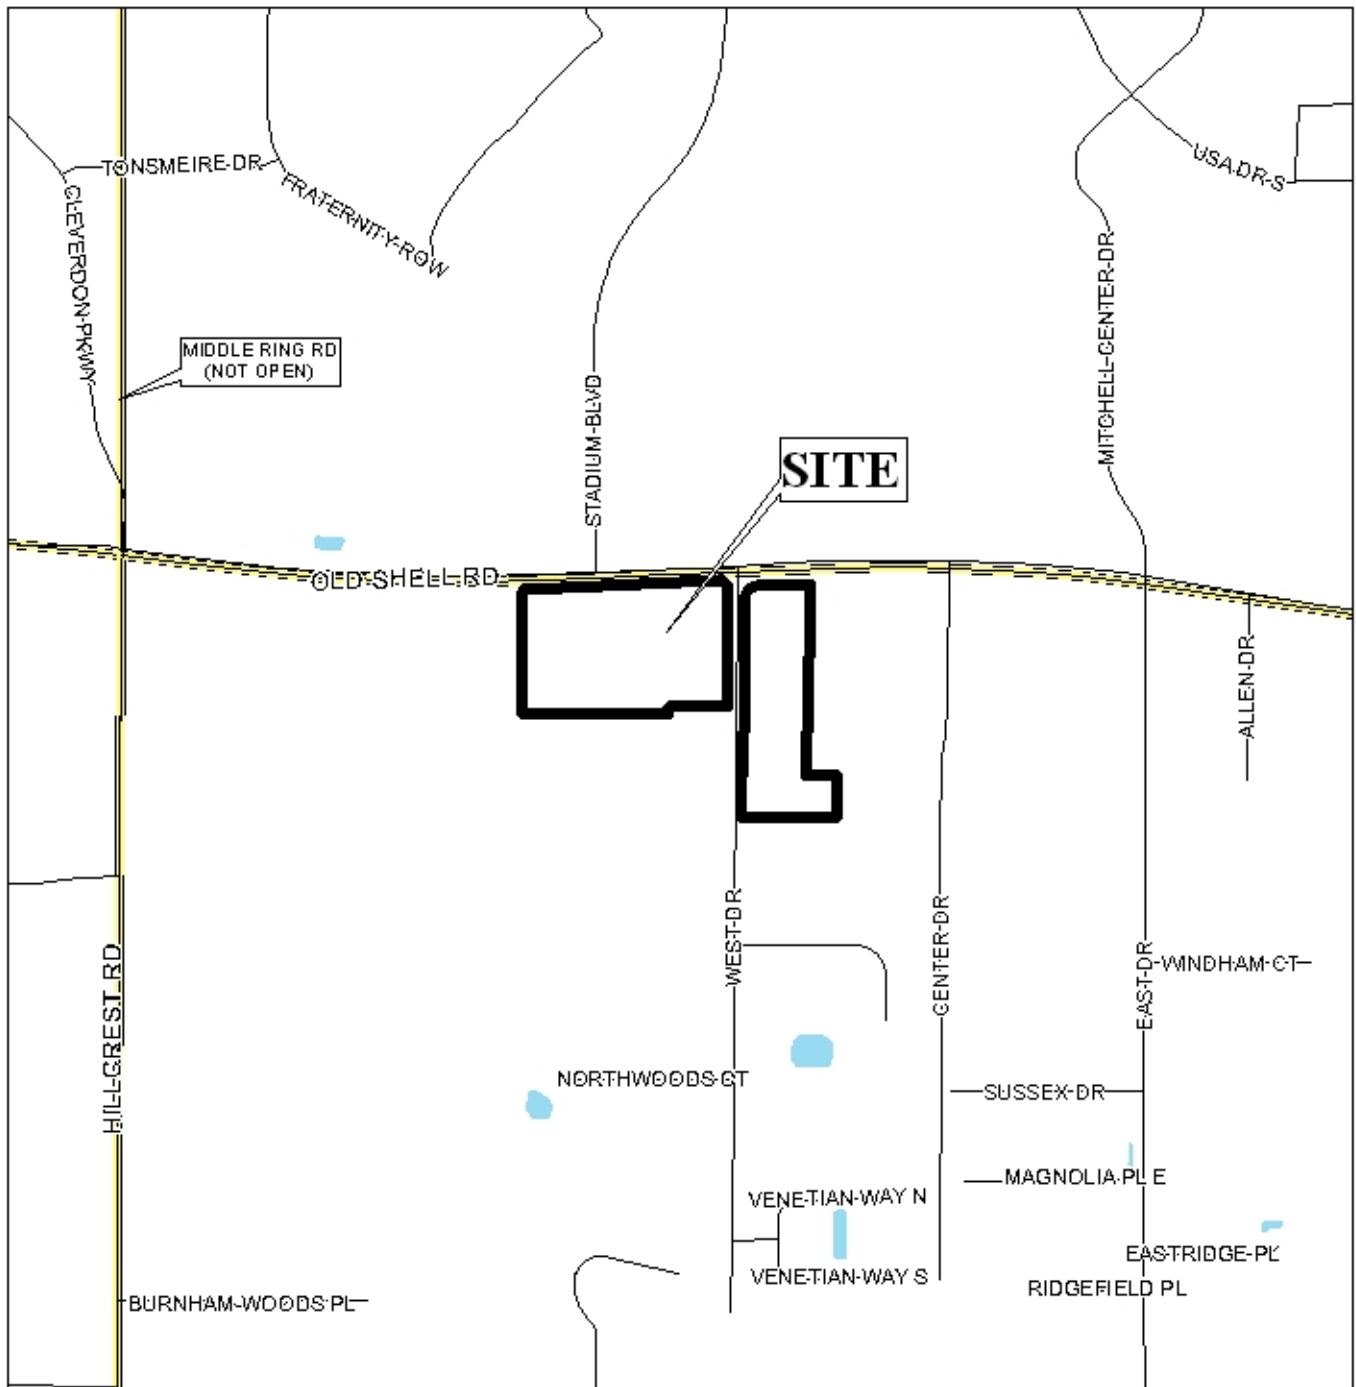 TONSMEIRE DR
USA DR S
FRATERNITY ROW
CLEVERDON PKWY
MITCHELL CENTER DR
MIDDLE RING RD
(NOT OPEN)
STADIUM BLVD
SITE
OLD SHELL RD
ALLEN DR
WEST DR
CENTER DR
EAST DR
WINDHAM CT
HILLCREST RD
NORTHWOODS CT
SUSSEX DR
MAGNOLIA PL E
VENETIAN WAY N
EASTRIDGE PL
VENETIAN WAY S
RIDGEFIELD PL
BURNHAM WOODS PL